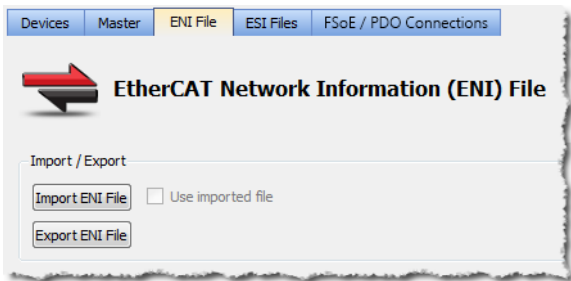 Devices Master ENI File ESI Files FSoE / PDO Connections
EtherCAT Network Information (ENI) File
Import / Export
Import ENI File Use imported file
Export ENI File